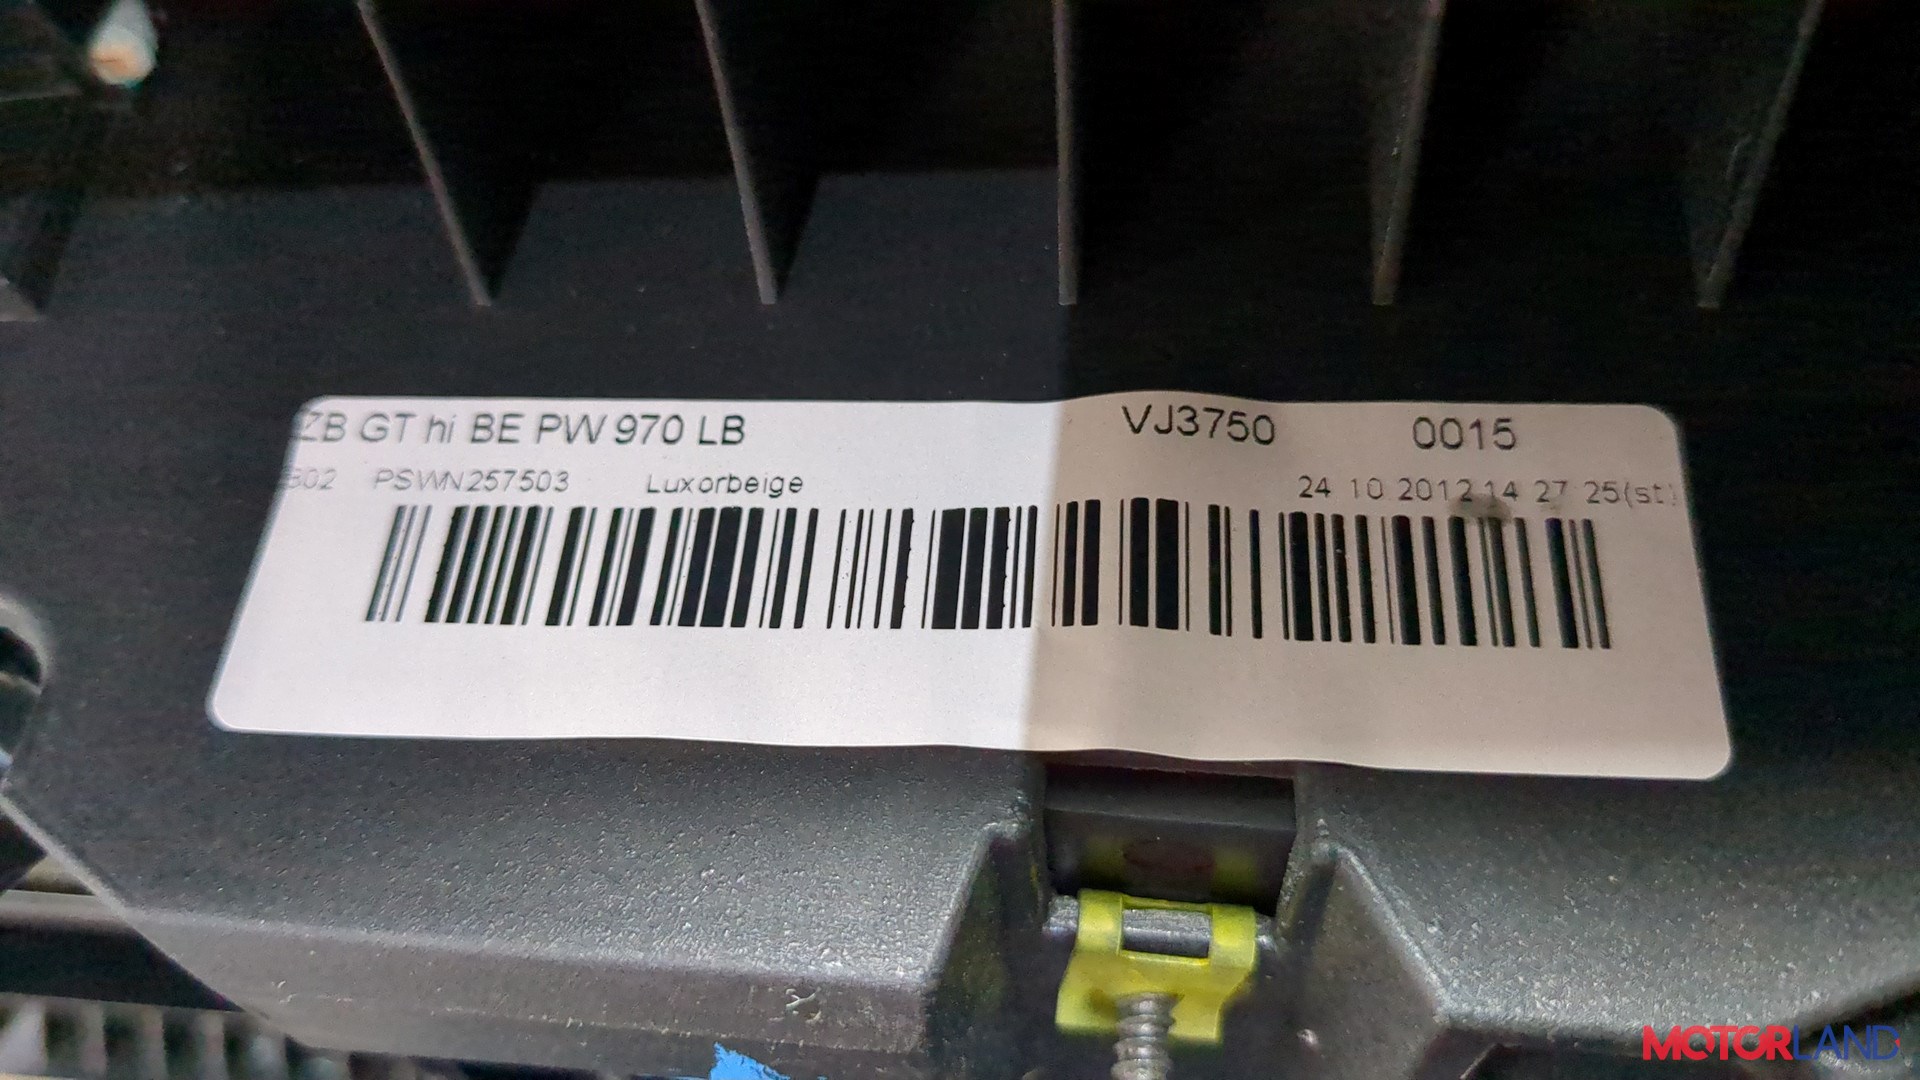 ZB GT hi BE PW 970 LB VJ3750 0015
302 PSWN257503 Luxorbeige 24 10 2012 14 27 25(st)
MOTORLAND